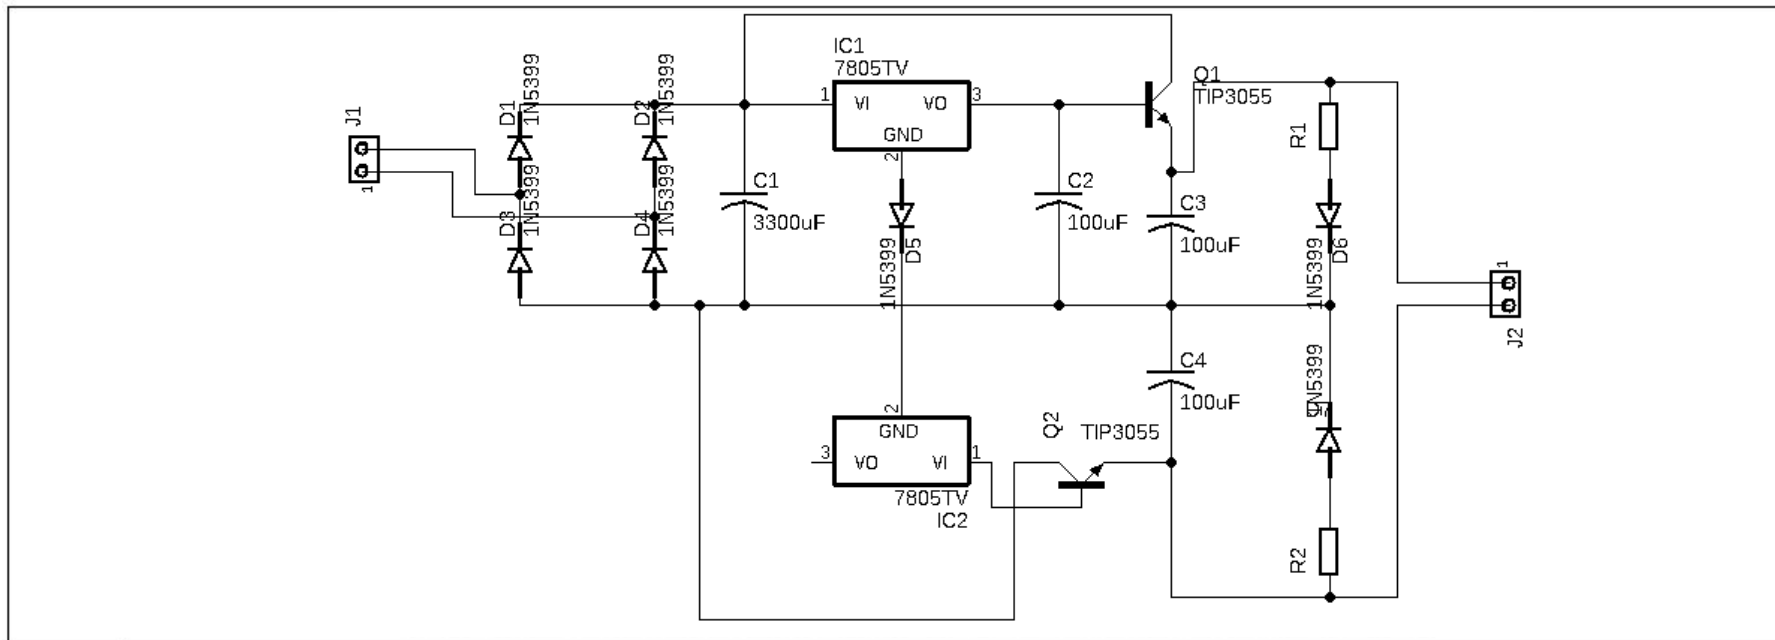 J1
1
D1
1N5399
D2
1N5399
D3
1N5399
D4
1N5399
C1
3300uF
IC1
7805TV
1
VI
VO
3
GND
2
1N5399
D5
C2
100uF
Q1
TIP3055
C3
100uF
R1
1N5399
D6
1
J2
C4
100uF
1N5399
Q2
TIP3055
2
GND
3
VO
VI
1
7805TV
IC2
R2